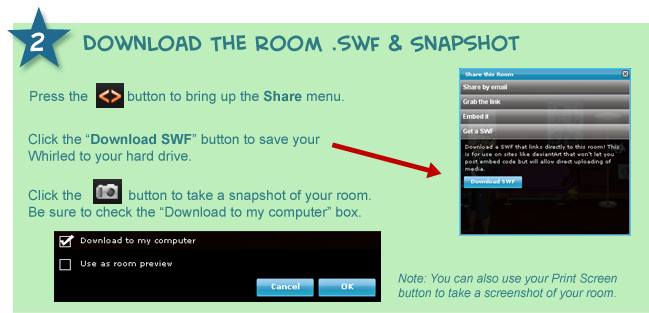 2 DOWNLOAD THE ROOM .SWF & SNAPSHOT
Press the <> button to bring up the Share menu.
Click the “Download SWF” button to save your
Whirled to your hard drive.
Click the button to take a snapshot of your room.
Be sure to check the “Download to my computer” box.
Download to my computer
Use as room preview
Cancel OK
Share this Room
Share by email
Grab the link
Embed it
Get a SWF
Download a SWF that links directly to this room! This
is for use on sites like deviantArt that won't let you
post embed code but will allow direct uploading of
media.
Download SWF
Note: You can also use your Print Screen
button to take a screenshot of your room.